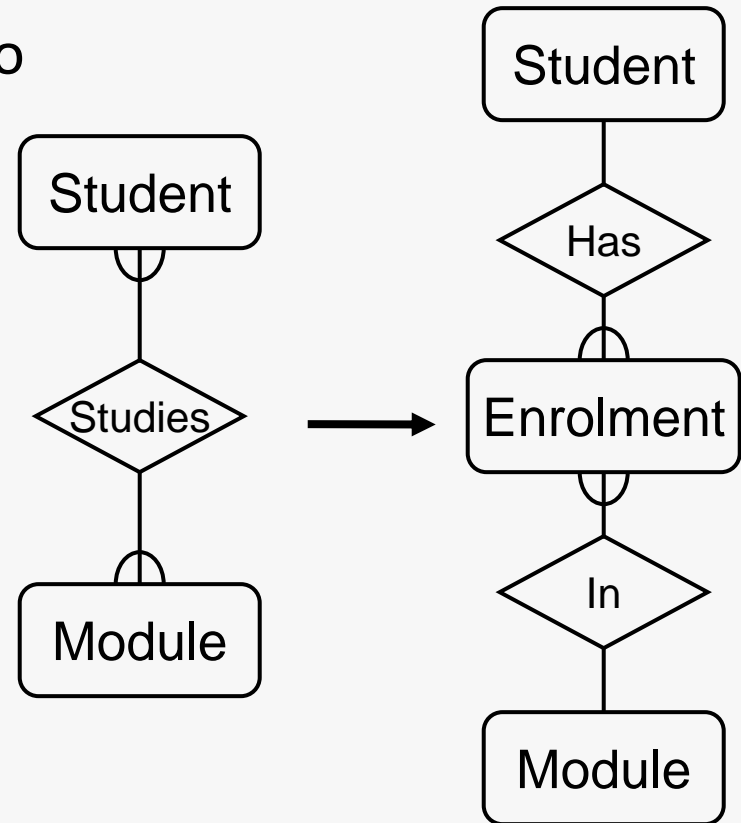 o
Student
Studies
Module
Student
Has
Enrolment
In
Module